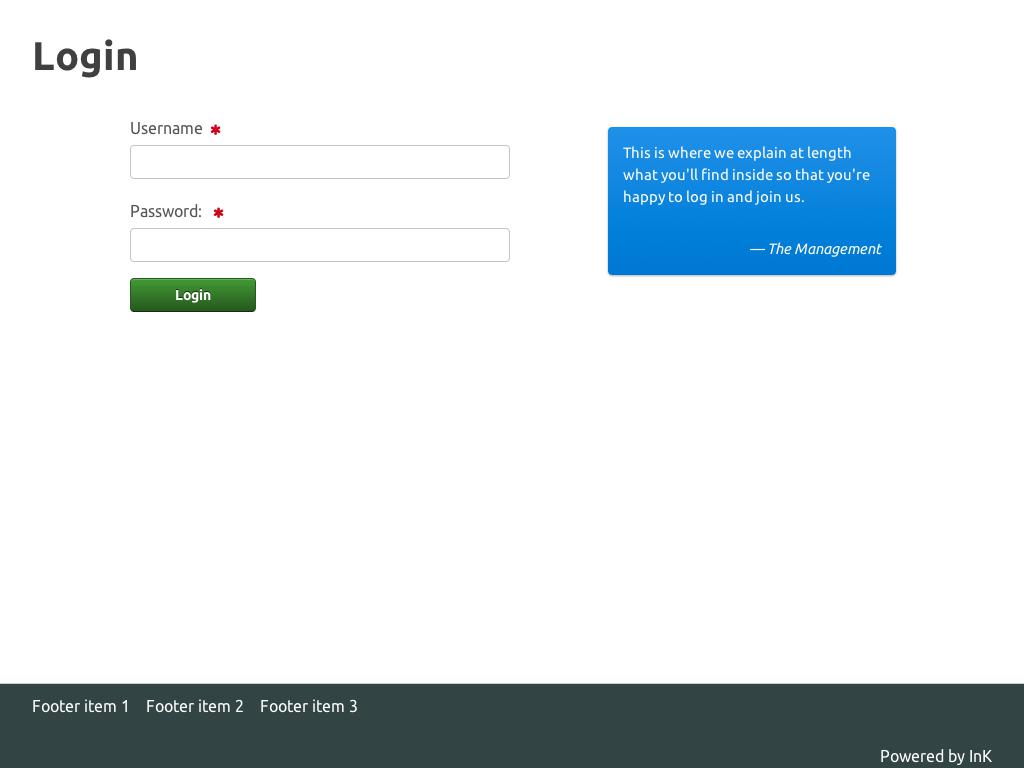 Login
Username ✱
Password: ✱
Login
This is where we explain at length
what you'll find inside so that you're
happy to log in and join us.
— The Management
Footer item 1 Footer item 2 Footer item 3
Powered by InK